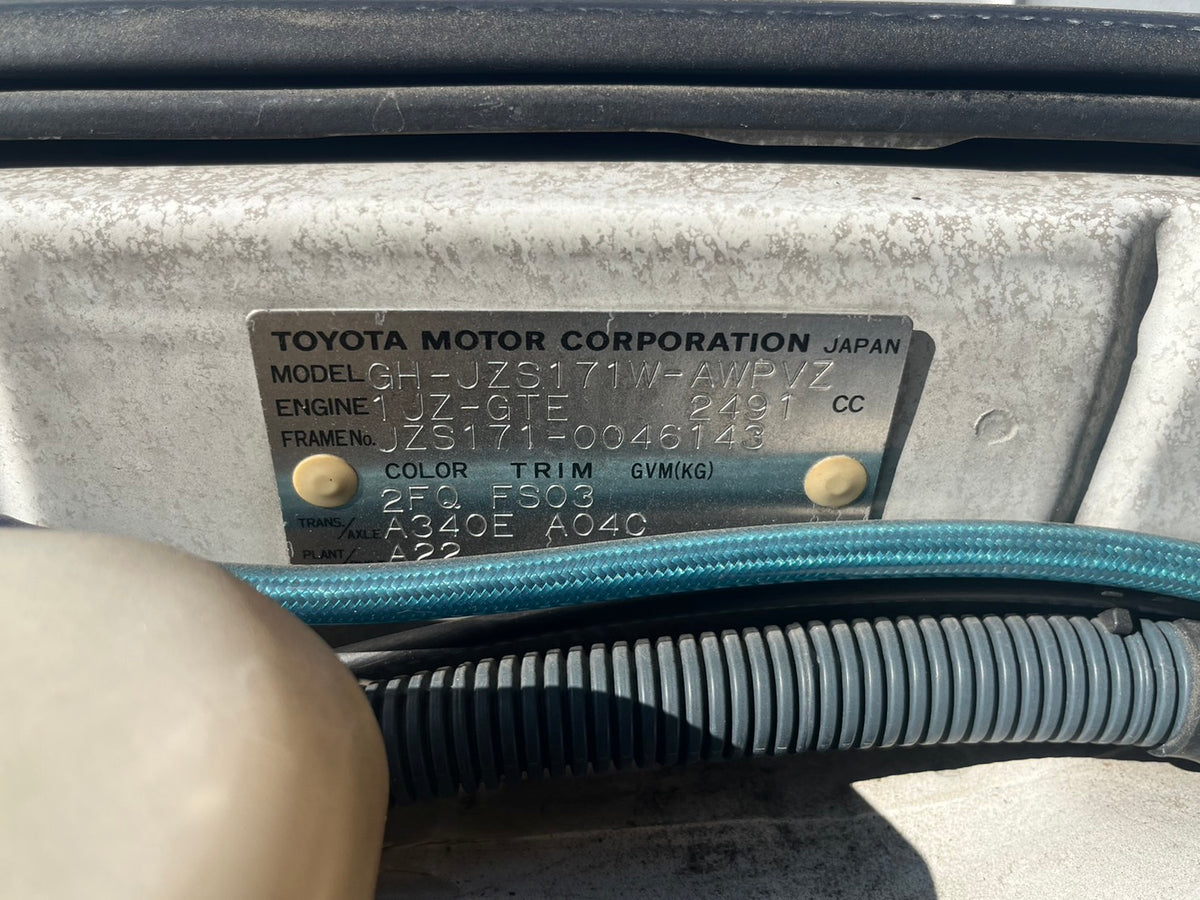 TOYOTA MOTOR CORPORATION JAPAN
MODEL GH-JZS171W-AWPVZ
ENGINE 1JZ-GTE 2491 CC
FRAME No. JZS171-0046143
COLOR TRIM GVM(KG)
2FQ FS03
TRANS./AXLE A340E A04C
PLANT/ A22